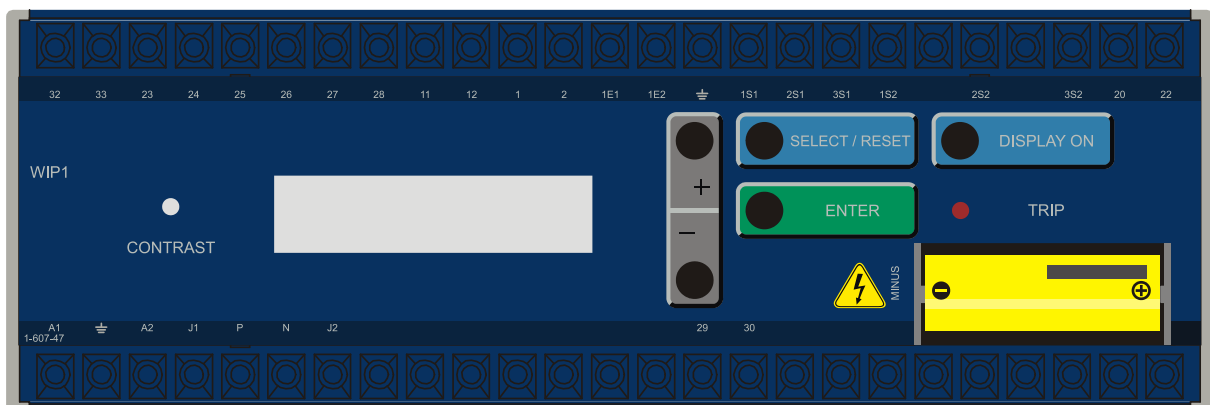 32 33 23 24 25 26 27 28 11 12 1 2 1E1 1E2 1S1 2S1 3S1 1S2 2S2 3S2 20 22
SELECT / RESET DISPLAY ON
WIP1
+
ENTER TRIP
−
CONTRAST
MINUS
− +
A1 A2 J1 P N J2 29 30
1-607-47